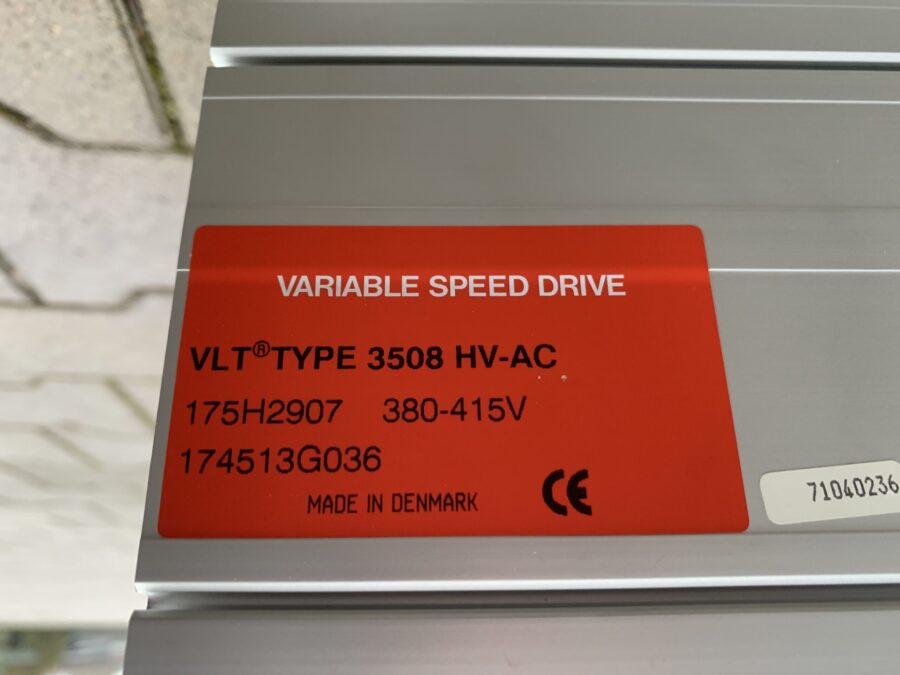 VARIABLE SPEED DRIVE
VLT®TYPE 3508 HV-AC
175H2907 380-415V
174513G036
MADE IN DENMARK CE
71040236